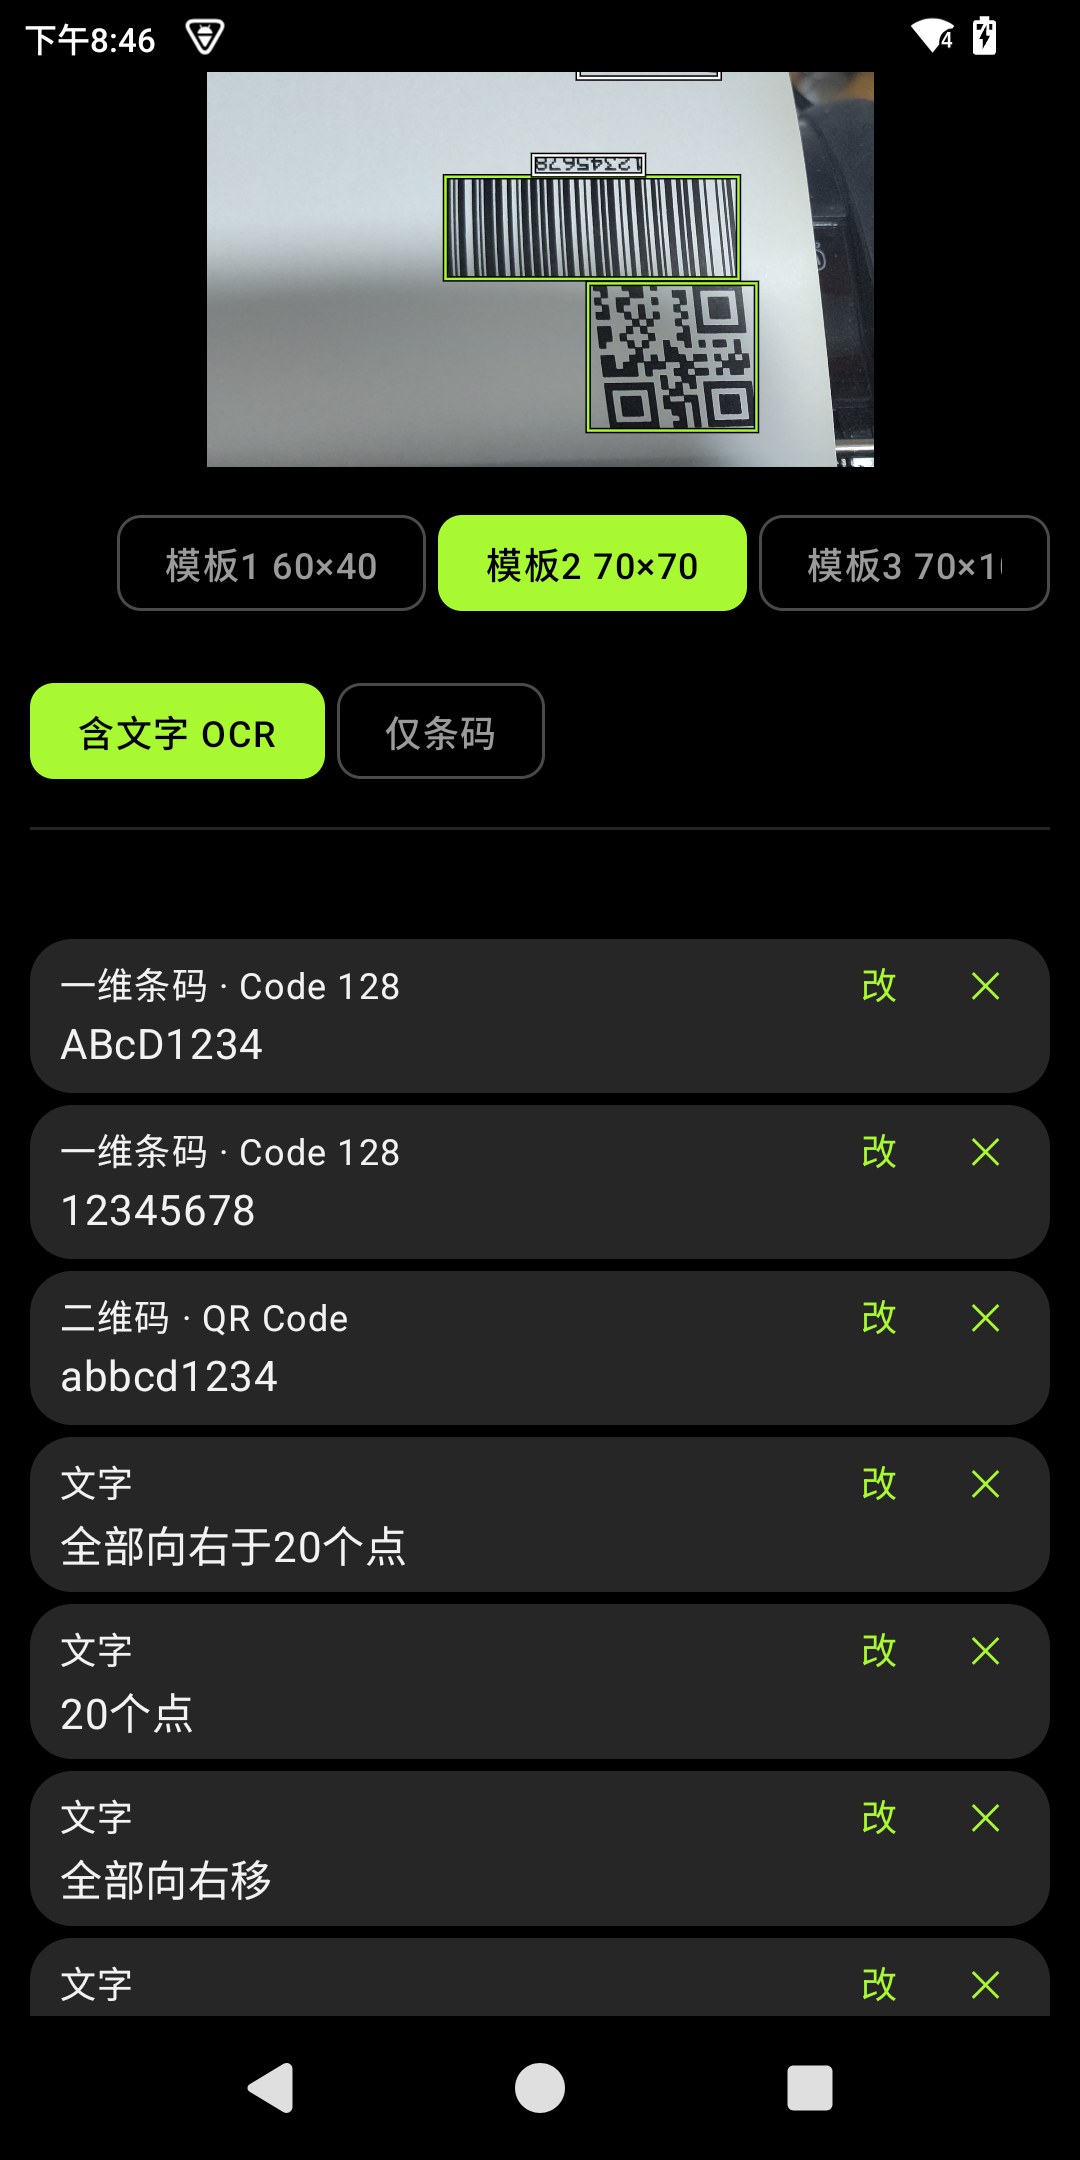 下午8:46
4
12345678
模板1 60×40
模板2 70×70
模板3 70×1
含文字 OCR
仅条码
一维条码 · Code 128
改
ABcD1234
一维条码 · Code 128
改
12345678
二维码 · QR Code
改
abbcd1234
文字
改
全部向右于20个点
文字
改
20个点
文字
改
全部向右移
文字
改